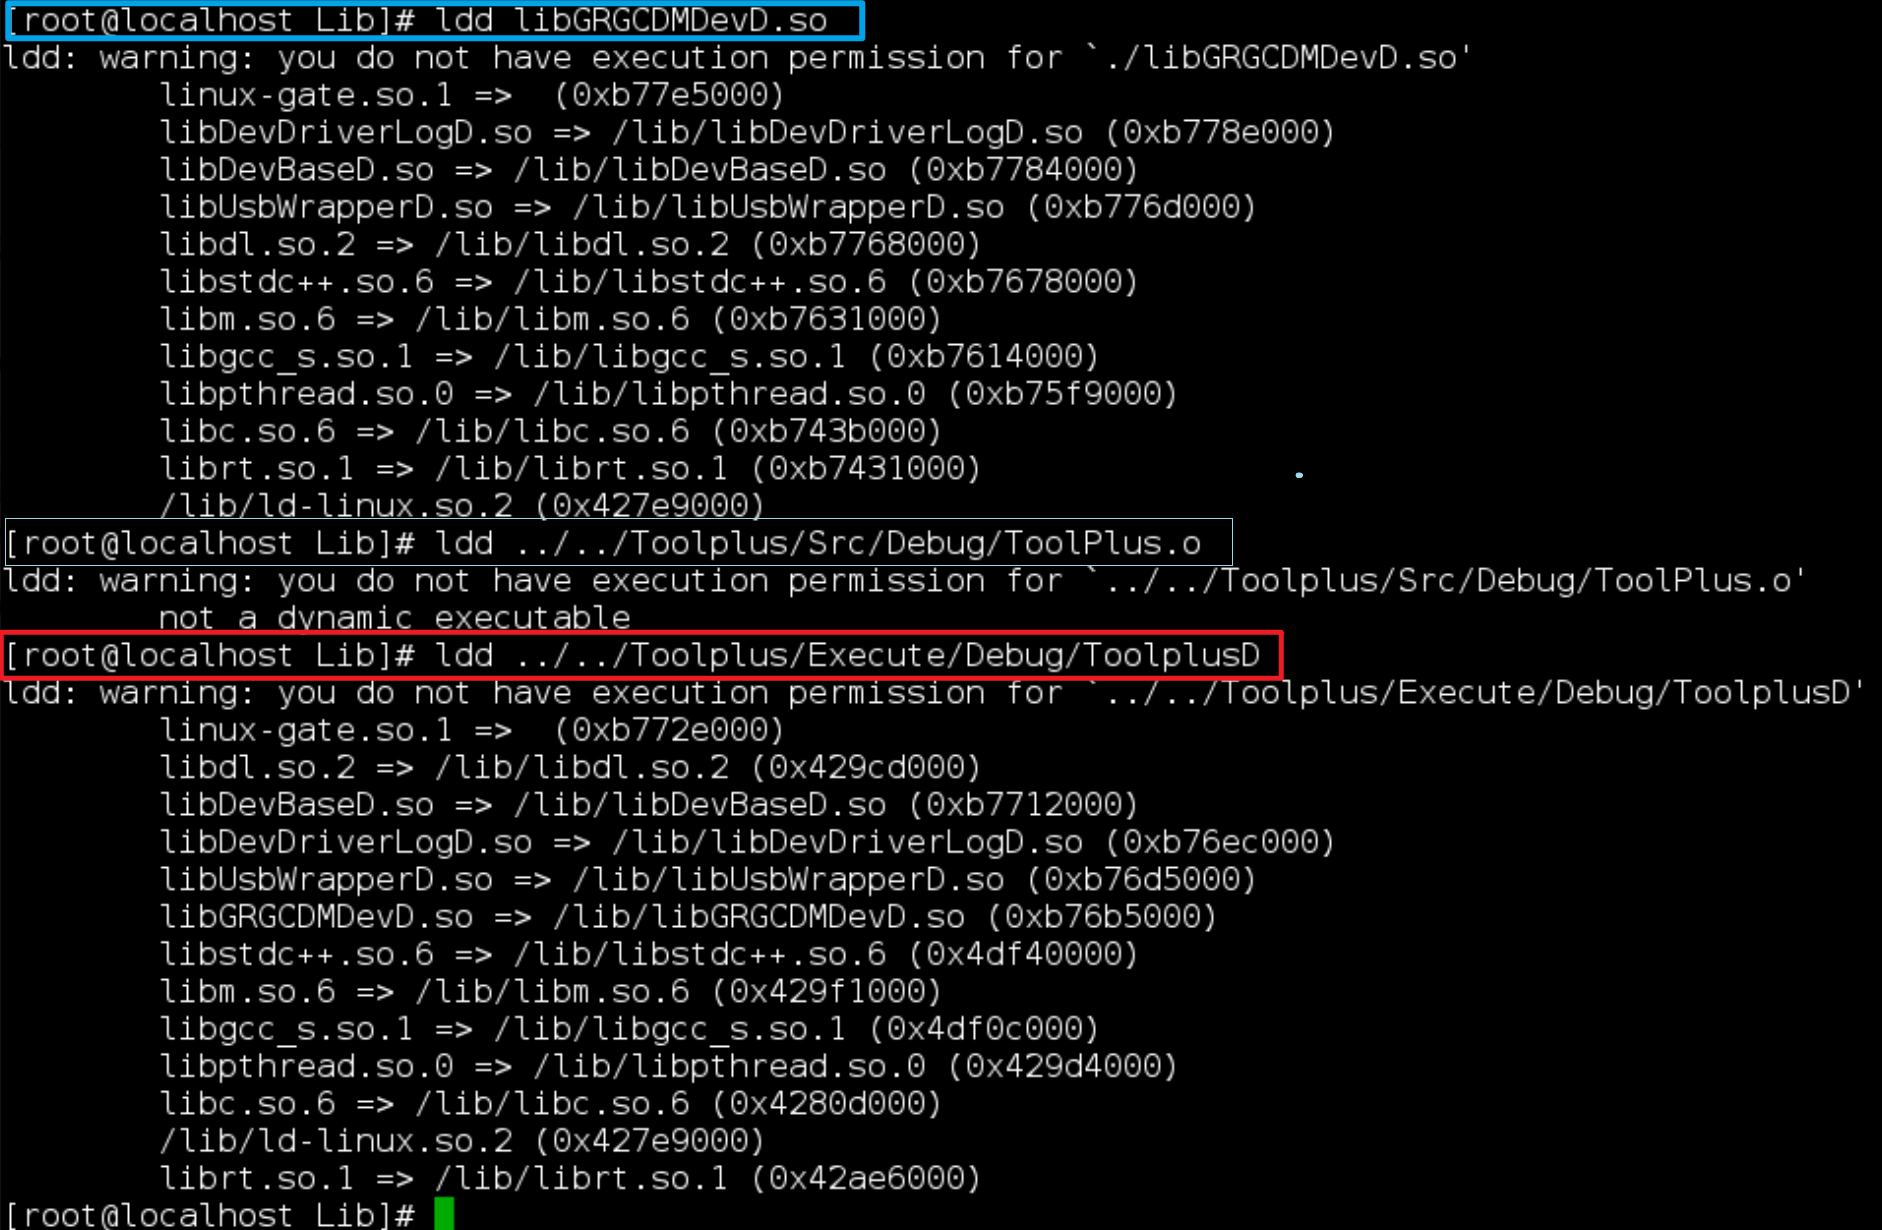 [root@localhost Lib]# ldd libGRGCDMDevD.so
ldd: warning: you do not have execution permission for `./libGRGCDMDevD.so'
        linux-gate.so.1 =>  (0xb77e5000)
        libDevDriverLogD.so => /lib/libDevDriverLogD.so (0xb778e000)
        libDevBaseD.so => /lib/libDevBaseD.so (0xb7784000)
        libUsbWrapperD.so => /lib/libUsbWrapperD.so (0xb776d000)
        libdl.so.2 => /lib/libdl.so.2 (0xb7768000)
        libstdc++.so.6 => /lib/libstdc++.so.6 (0xb7678000)
        libm.so.6 => /lib/libm.so.6 (0xb7631000)
        libgcc_s.so.1 => /lib/libgcc_s.so.1 (0xb7614000)
        libpthread.so.0 => /lib/libpthread.so.0 (0xb75f9000)
        libc.so.6 => /lib/libc.so.6 (0xb743b000)
        librt.so.1 => /lib/librt.so.1 (0xb7431000)
        /lib/ld-linux.so.2 (0x427e9000)
[root@localhost Lib]# ldd ../../Toolplus/Src/Debug/ToolPlus.o
ldd: warning: you do not have execution permission for `../../Toolplus/Src/Debug/ToolPlus.o'
        not a dynamic executable
[root@localhost Lib]# ldd ../../Toolplus/Execute/Debug/ToolplusD
ldd: warning: you do not have execution permission for `../../Toolplus/Execute/Debug/ToolplusD'
        linux-gate.so.1 =>  (0xb772e000)
        libdl.so.2 => /lib/libdl.so.2 (0x429cd000)
        libDevBaseD.so => /lib/libDevBaseD.so (0xb7712000)
        libDevDriverLogD.so => /lib/libDevDriverLogD.so (0xb76ec000)
        libUsbWrapperD.so => /lib/libUsbWrapperD.so (0xb76d5000)
        libGRGCDMDevD.so => /lib/libGRGCDMDevD.so (0xb76b5000)
        libstdc++.so.6 => /lib/libstdc++.so.6 (0x4df40000)
        libm.so.6 => /lib/libm.so.6 (0x429f1000)
        libgcc_s.so.1 => /lib/libgcc_s.so.1 (0x4df0c000)
        libpthread.so.0 => /lib/libpthread.so.0 (0x429d4000)
        libc.so.6 => /lib/libc.so.6 (0x4280d000)
        /lib/ld-linux.so.2 (0x427e9000)
        librt.so.1 => /lib/librt.so.1 (0x42ae6000)
[root@localhost Lib]#